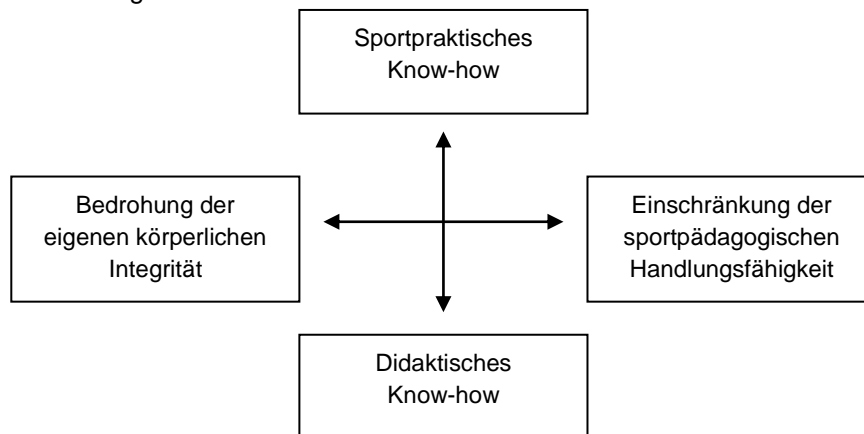 Sportpraktisches
Know-how
Bedrohung der
eigenen körperlichen
Integrität
Einschränkung der
sportpädagogischen
Handlungsfähigkeit
Didaktisches
Know-how